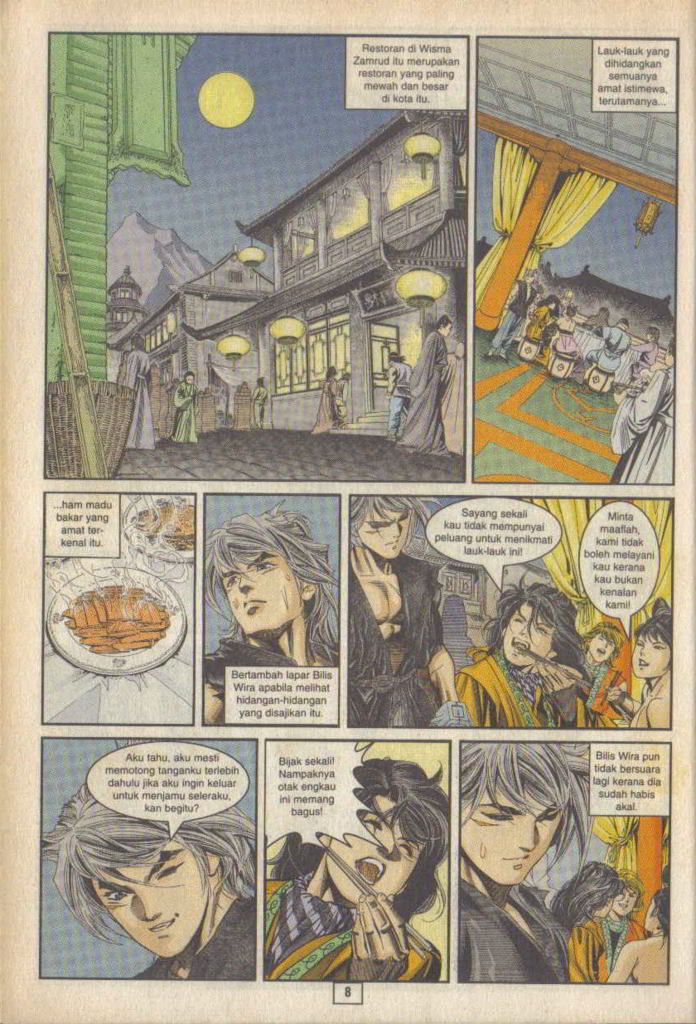 Restoran di Wisma
Zamrud itu merupakan
restoran yang paling
mewah dan besar
di kota itu.
Lauk-lauk yang
dihidangkan
semuanya
amat istimewa,
terutamanya...
...ham madu
bakar yang
amat ter-
kenal itu.
Bertambah lapar Bilis
Wira apabila melihat
hidangan-hidangan
yang disajikan itu.
Sayang sekali
kau tidak mempunyai
peluang untuk menikmati
lauk-lauk ini!
Minta
maaflah,
kami tidak
boleh melayani
kau kerana
kau bukan
kenalan
kami!
Aku tahu, aku mesti
memotong tanganku terlebih
dahulu jika aku ingin keluar
untuk menjamu seleraku,
kan begitu?
Bijak sekali!
Nampaknya
otak engkau
ini memang
bagus!
Bilis Wira pun
tidak bersuara
lagi kerana dia
sudah habis
akal.
8